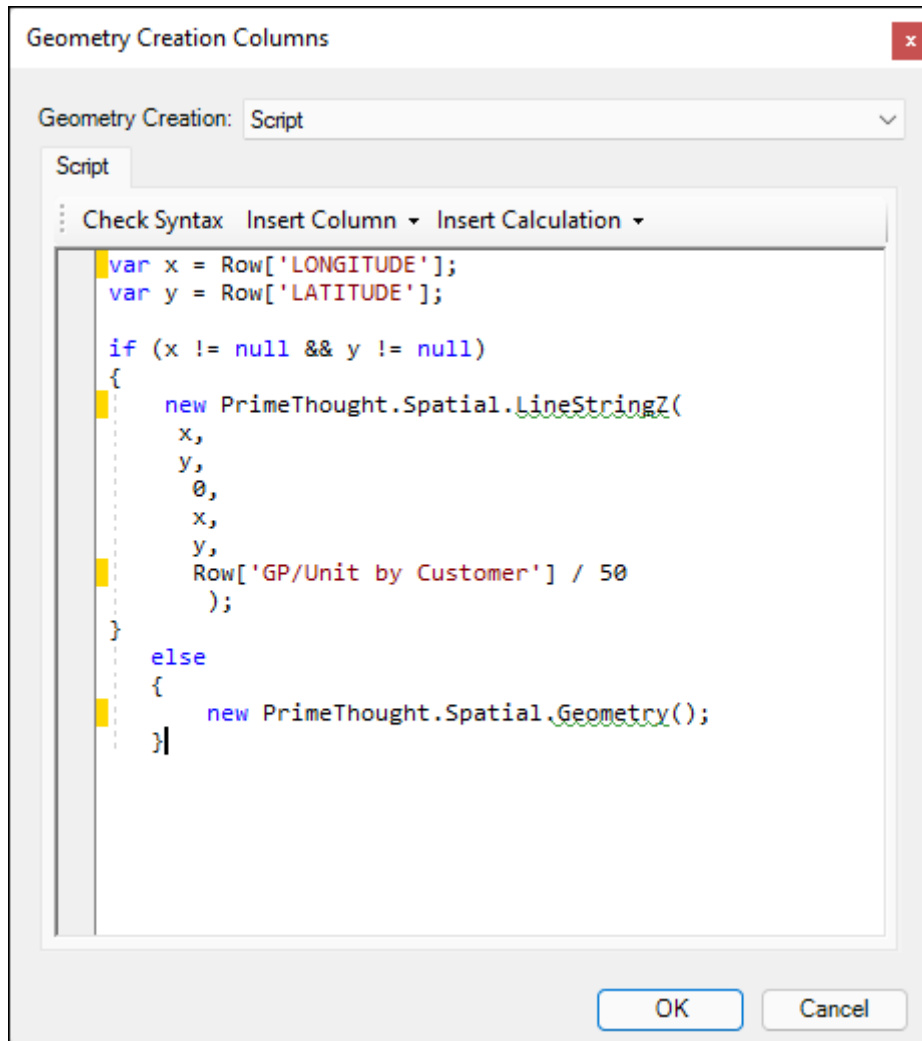 Geometry Creation Columns
x
Geometry Creation: Script
Script
Check Syntax Insert Column Insert Calculation
var x = Row['LONGITUDE'];
var y = Row['LATITUDE'];
if (x != null && y != null)
{
new PrimeThought.Spatial.LineStringZ(
x,
y,
0,
x,
y,
Row['GP/Unit by Customer'] / 50
);
}
else
{
new PrimeThought.Spatial.Geometry();
}
OK Cancel